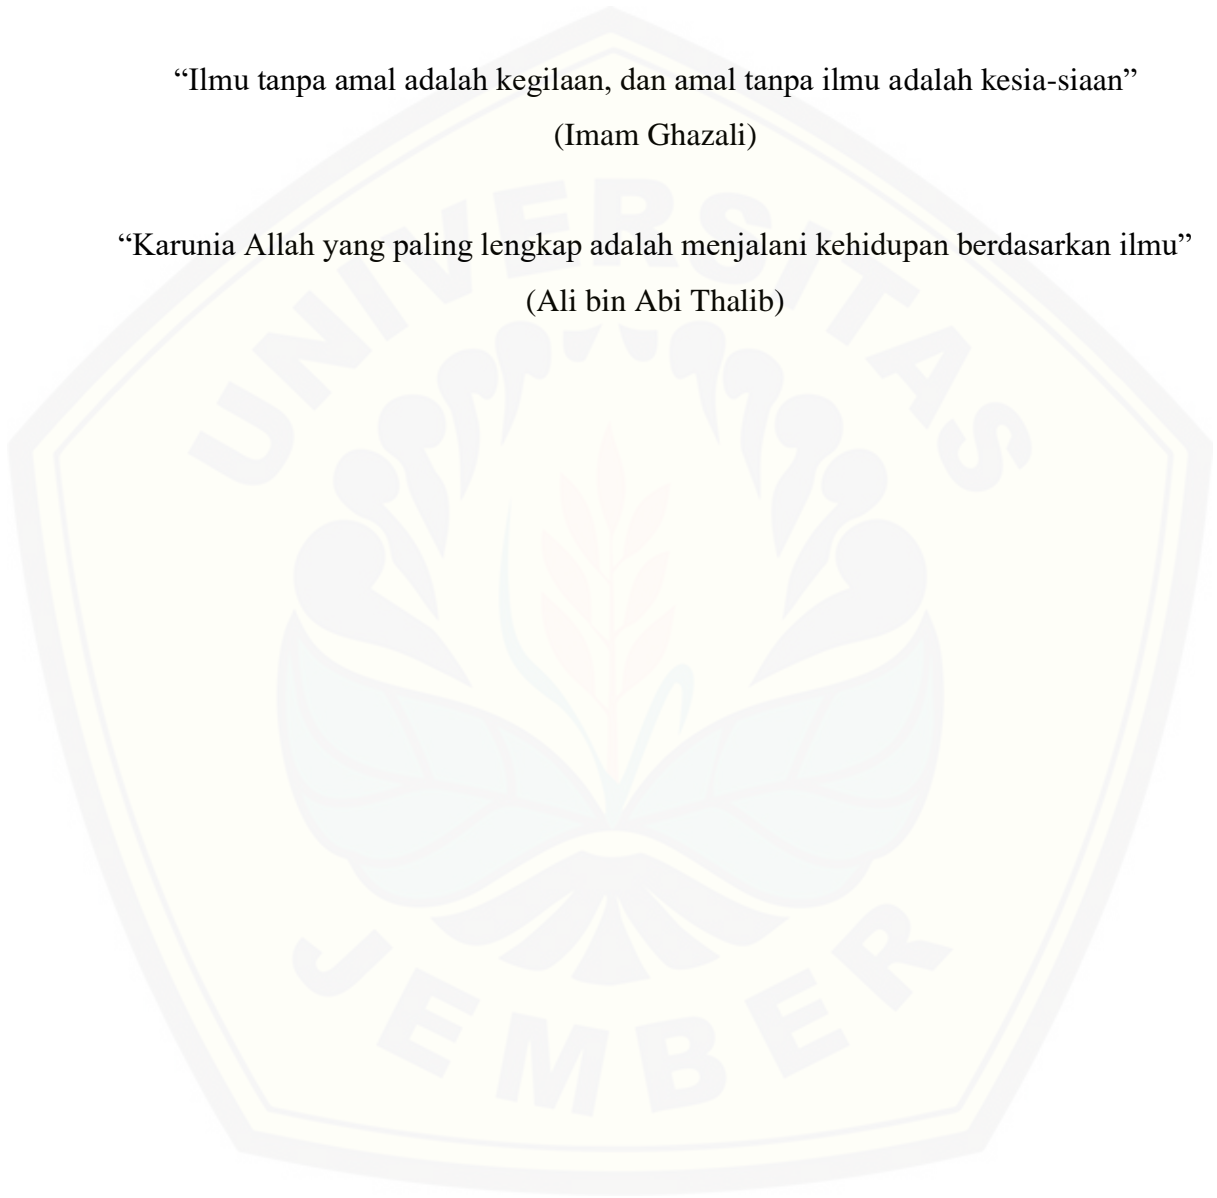 “Ilmu tanpa amal adalah kegilaan, dan amal tanpa ilmu adalah kesia-siaan”
(Imam Ghazali)
“Karunia Allah yang paling lengkap adalah menjalani kehidupan berdasarkan ilmu”
(Ali bin Abi Thalib)
UNIVERSITAS
JEMBER